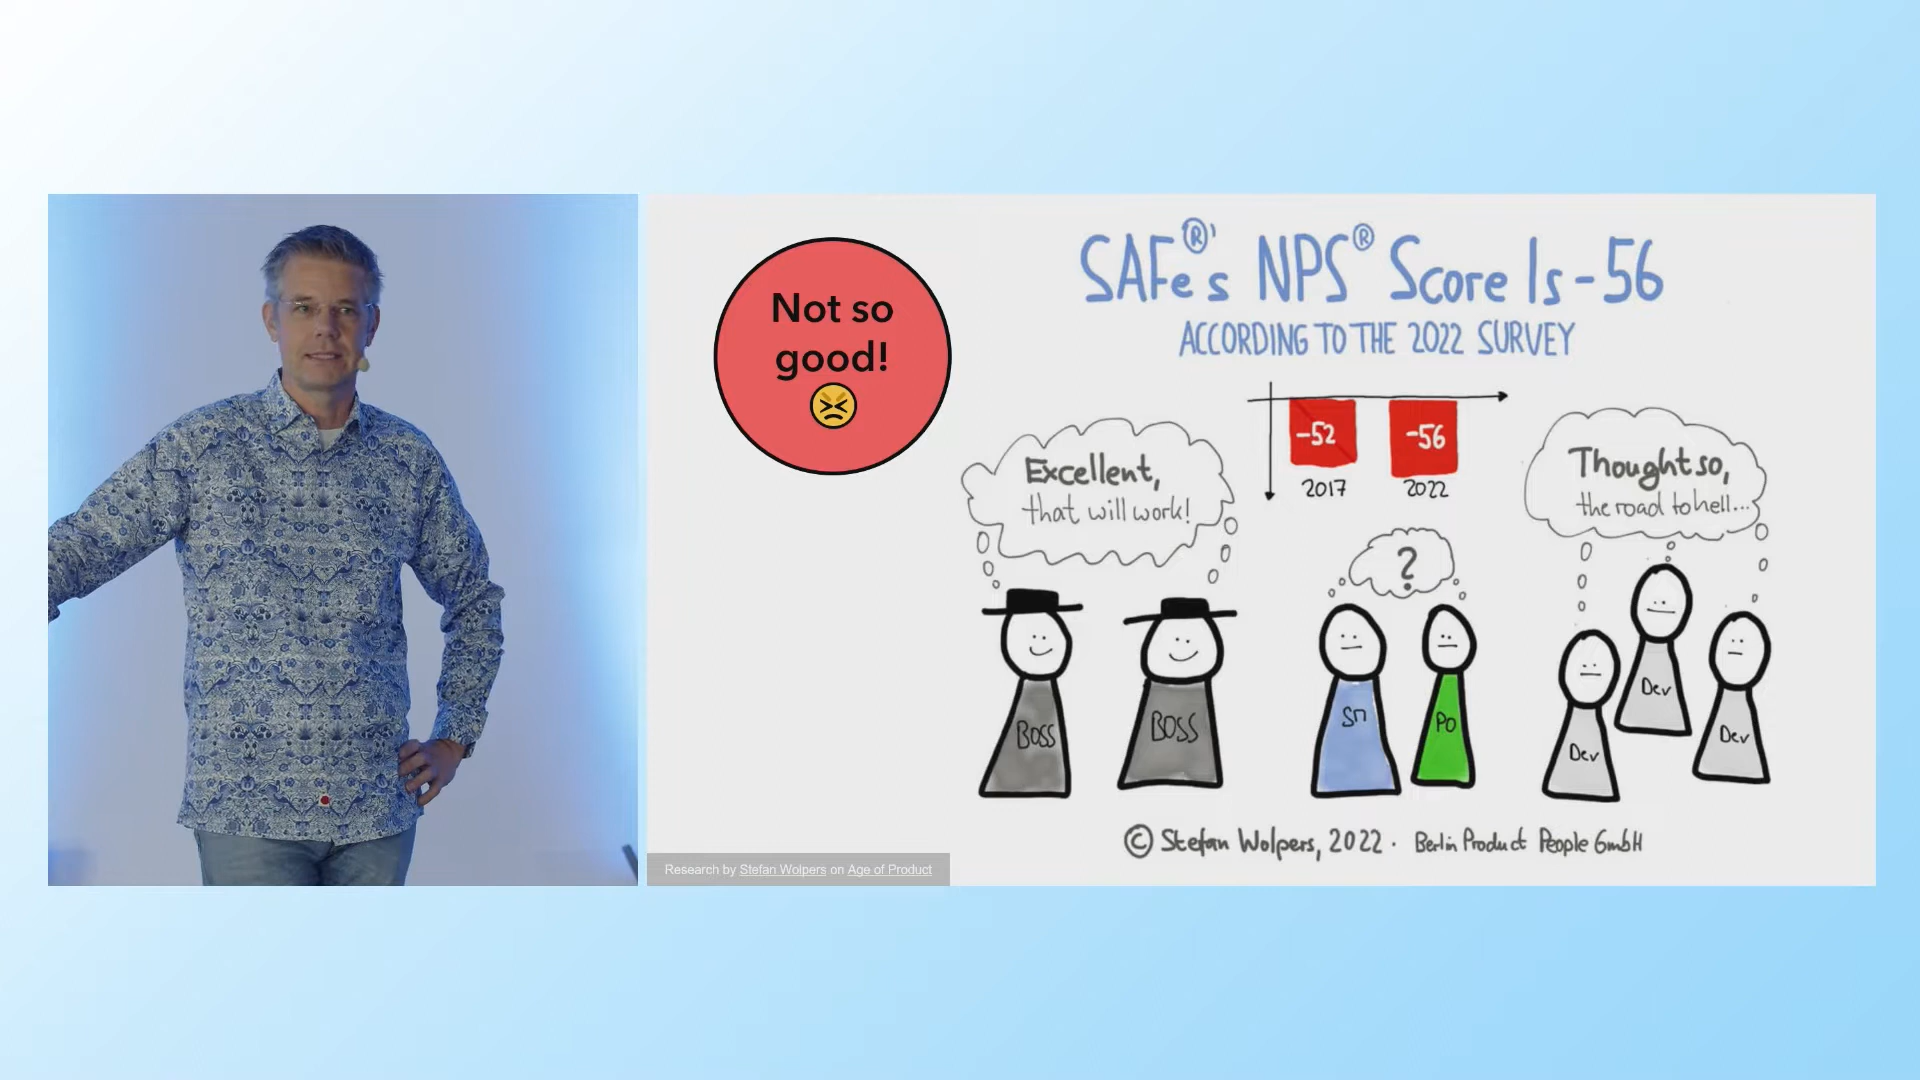 Not so
good!
SAFe®'s NPS® Score Is -56
ACCORDING TO THE 2022 SURVEY
-52
-56
2017
2022
Excellent,
that will work!
?
Thought so,
the road to hell...
BOSS
BOSS
SM
PO
Dev
Dev
Dev
© Stefan Wolpers, 2022 · Berlin Product People GmbH
Research by Stefan Wolpers on Age of Product